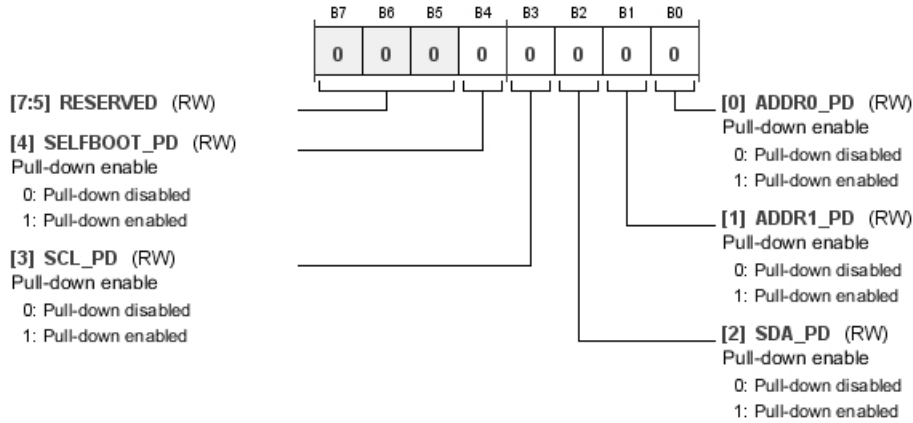 B7 B6 B5 B4 B3 B2 B1 B0
0 0 0 0 0 0 0 0
[7:5] RESERVED (RW)
[4] SELFBOOT_PD (RW)
Pull-down enable
0: Pull-down disabled
1: Pull-down enabled
[3] SCL_PD (RW)
Pull-down enable
0: Pull-down disabled
1: Pull-down enabled
[0] ADDR0_PD (RW)
Pull-down enable
0: Pull-down disabled
1: Pull-down enabled
[1] ADDR1_PD (RW)
Pull-down enable
0: Pull-down disabled
1: Pull-down enabled
[2] SDA_PD (RW)
Pull-down enable
0: Pull-down disabled
1: Pull-down enabled